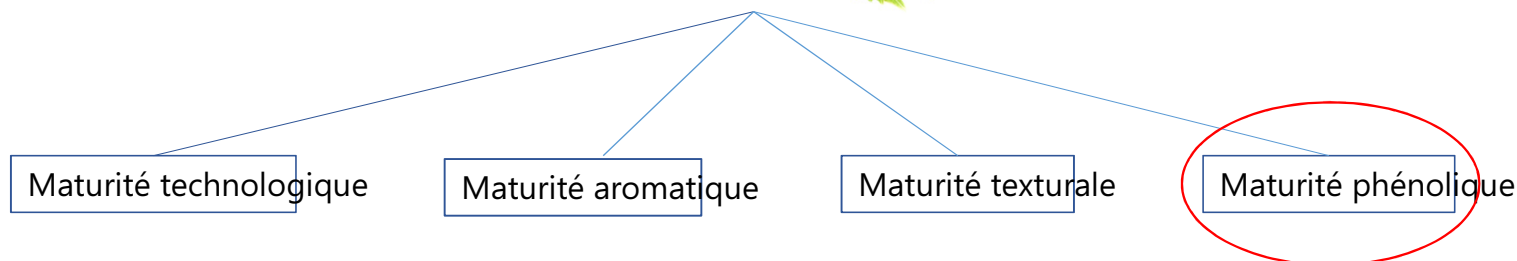 Maturité technologique
Maturité aromatique
Maturité texturale
Maturité phénolique